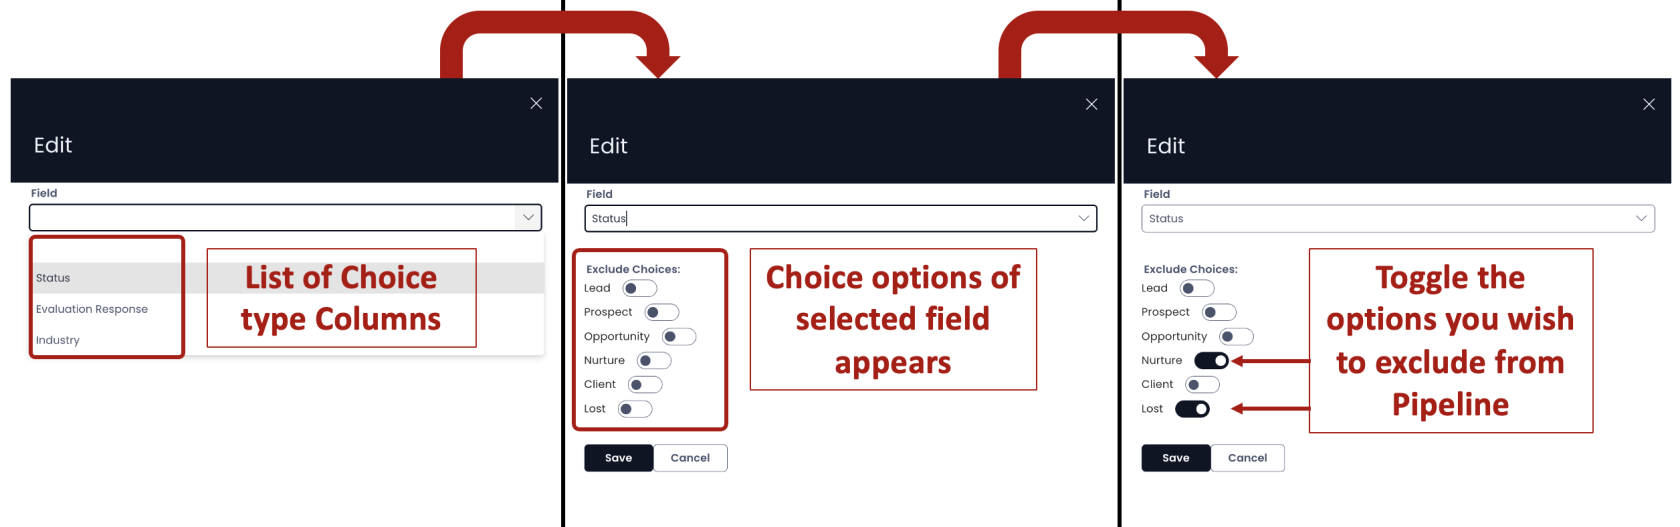 Edit
Field
Status
Evaluation Response
Industry
List of Choice
type Columns
Edit
Field
Status
Exclude Choices:
Lead
Prospect
Opportunity
Nurture
Client
Lost
Save Cancel
Choice options of
selected field
appears
Edit
Field
Status
Exclude Choices:
Lead
Prospect
Opportunity
Nurture
Client
Lost
Save Cancel
Toggle the
options you wish
to exclude from
Pipeline